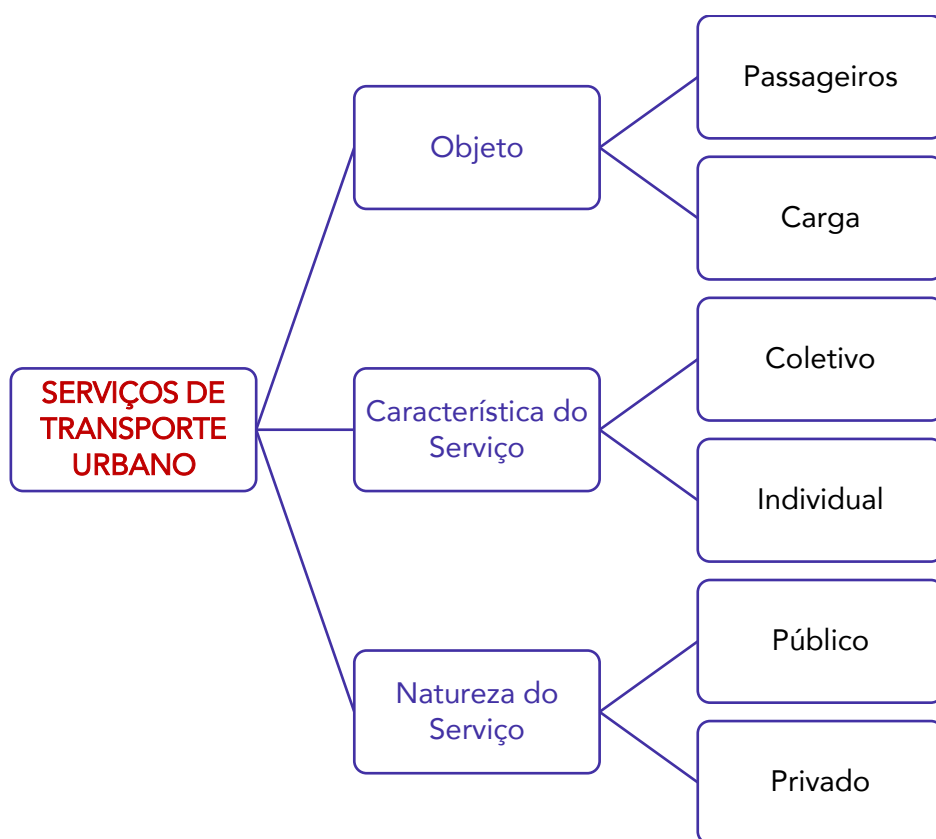 Passageiros
Objeto
Carga
Coletivo
SERVIÇOS DE
TRANSPORTE
URBANO
Característica do
Serviço
Individual
Público
Natureza do
Serviço
Privado